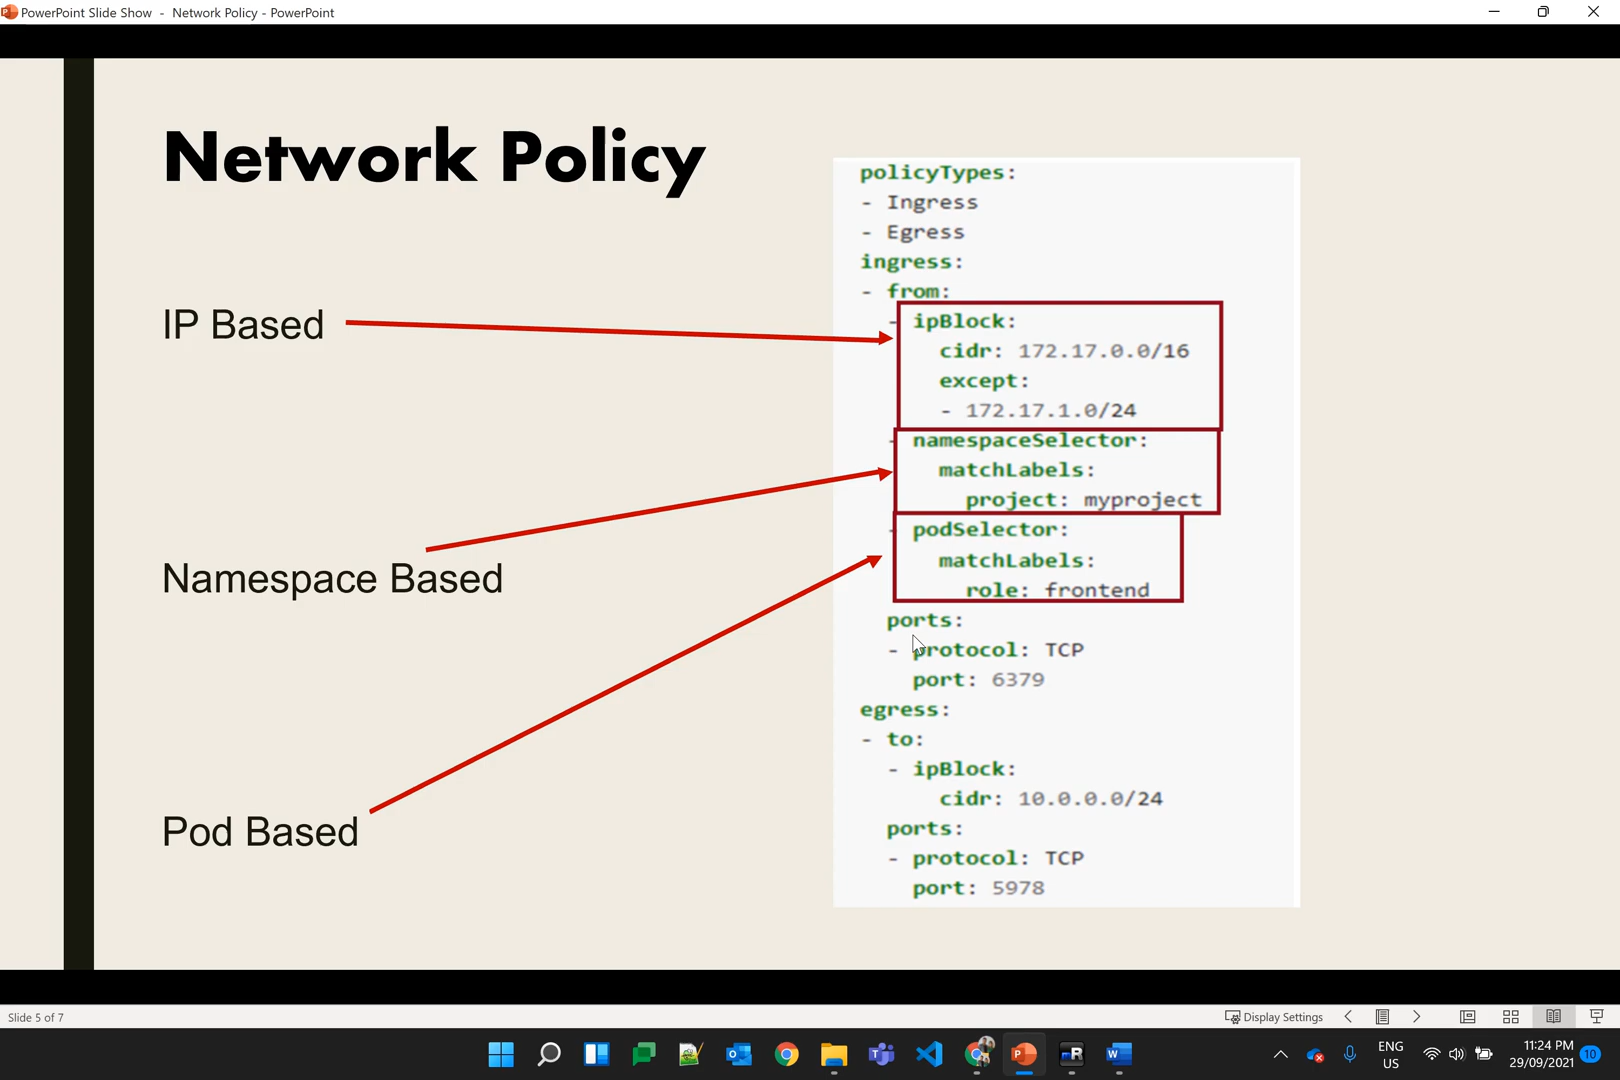 PowerPoint Slide Show - Network Policy - PowerPoint
Network Policy
IP Based
Namespace Based
Pod Based
policyTypes:
- Ingress
- Egress
ingress:
- from:
- ipBlock:
cidr: 172.17.0.0/16
except:
- 172.17.1.0/24
- namespaceSelector:
matchLabels:
project: myproject
- podSelector:
matchLabels:
role: frontend
ports:
- protocol: TCP
port: 6379
egress:
- to:
- ipBlock:
cidr: 10.0.0.0/24
ports:
- protocol: TCP
port: 5978
Slide 5 of 7
Display Settings
ENG
US
11:24 PM
29/09/2021
10